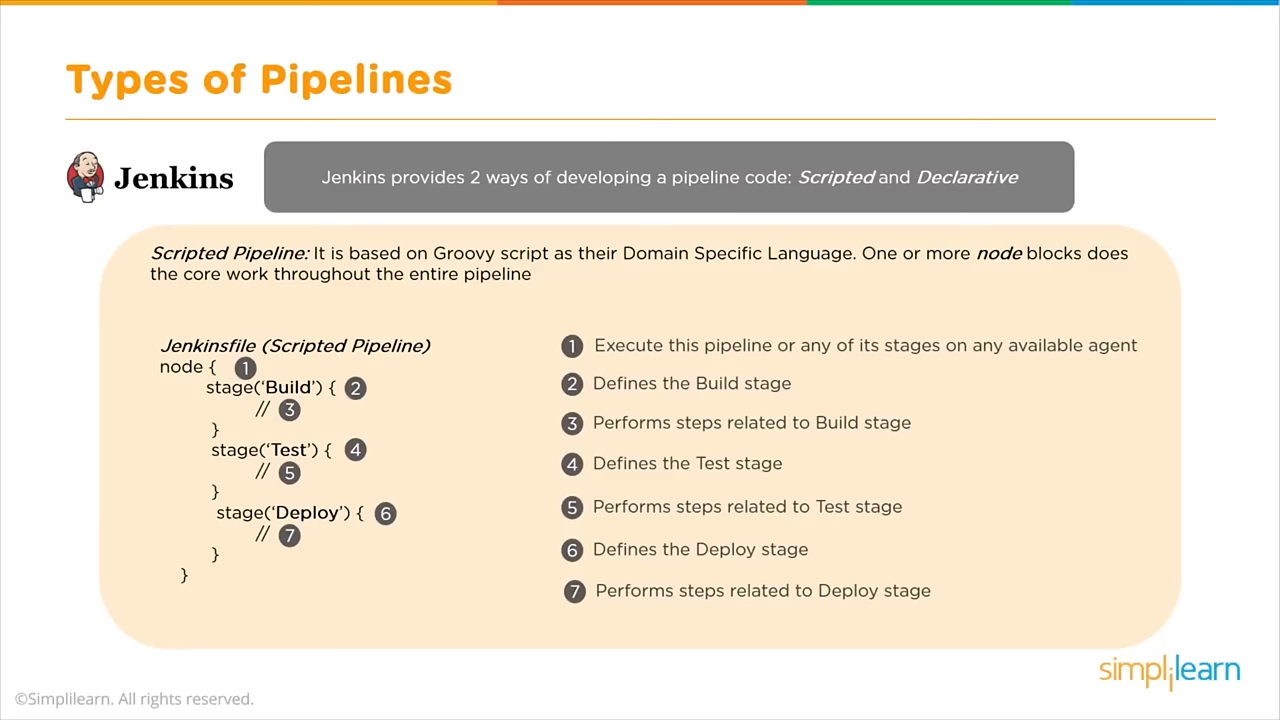 Types of Pipelines
Jenkins
Jenkins provides 2 ways of developing a pipeline code: Scripted and Declarative
Scripted Pipeline: It is based on Groovy script as their Domain Specific Language. One or more node blocks does
the core work throughout the entire pipeline
Jenkinsfile (Scripted Pipeline)
node { 1
stage(‘Build’) { 2
// 3
}
stage(‘Test’) { 4
// 5
}
stage(‘Deploy’) { 6
// 7
}
}
1 Execute this pipeline or any of its stages on any available agent
2 Defines the Build stage
3 Performs steps related to Build stage
4 Defines the Test stage
5 Performs steps related to Test stage
6 Defines the Deploy stage
7 Performs steps related to Deploy stage
simplilearn
©Simplilearn. All rights reserved.